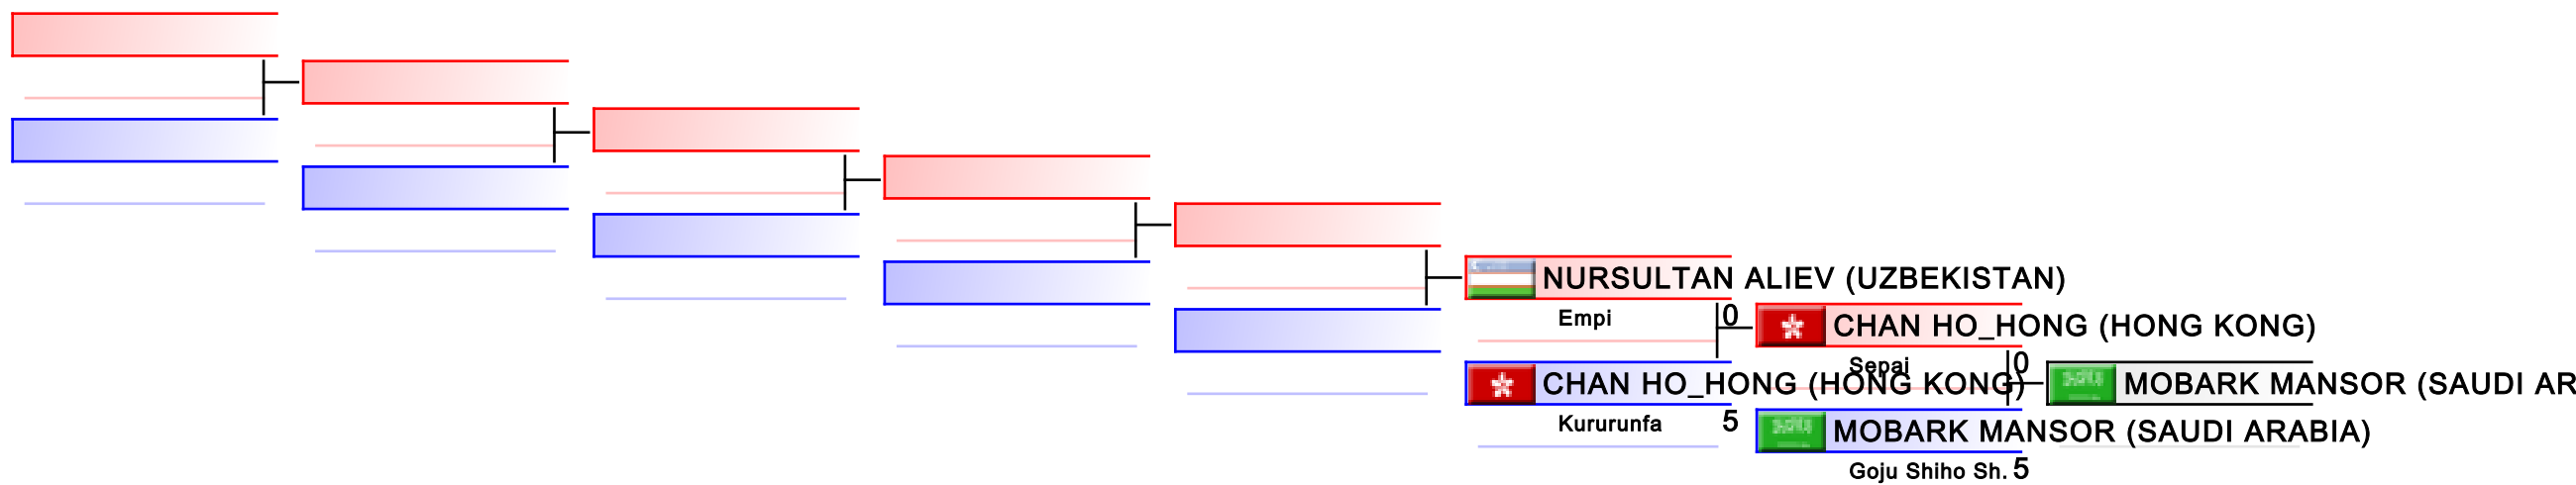 NURSULTAN ALIEV (UZBEKISTAN)
Empi
0
CHAN HO_HONG (HONG KONG)
Sepai
0
CHAN HO_HONG (HONG KONG)
Kururunfa
5
MOBARK MANSOR (SAUDI AR
MOBARK MANSOR (SAUDI ARABIA)
Goju Shiho Sh. 5